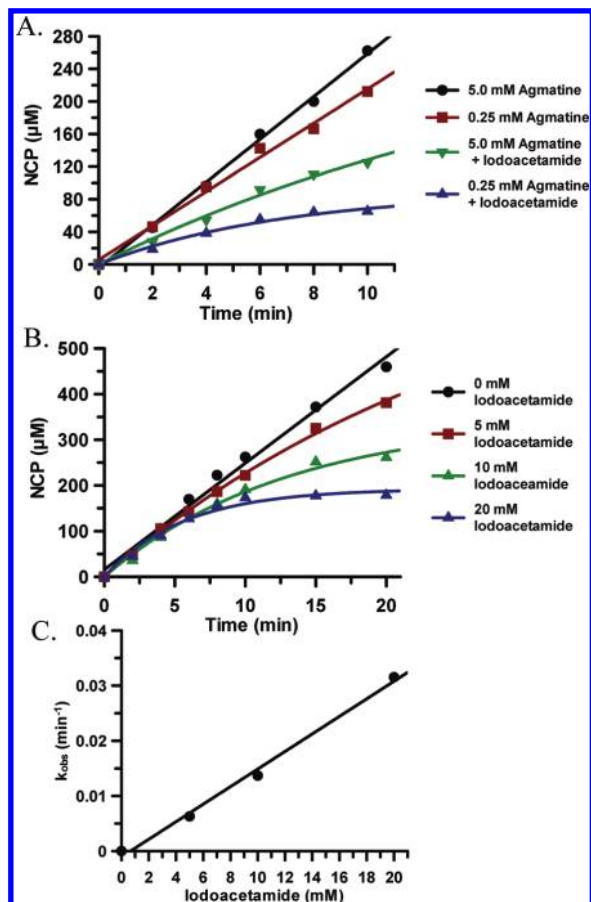 A.
280
240
200
160
120
80
40
0
NCP (µM)
0 2 4 6 8 10
Time (min)
5.0 mM Agmatine
0.25 mM Agmatine
5.0 mM Agmatine
+ Iodoacetamide
0.25 mM Agmatine
+ Iodoacetamide
B.
500
400
300
200
100
0
NCP (µM)
0 5 10 15 20
Time (min)
0 mM
Iodoacetamide
5 mM
Iodoacetamide
10 mM
Iodoaceamide
20 mM
Iodoacetamide
C.
0.04
0.03
0.02
0.01
0
kobs (min-1)
0 2 4 6 8 10 12 14 16 18 20
Iodoacetamide (mM)